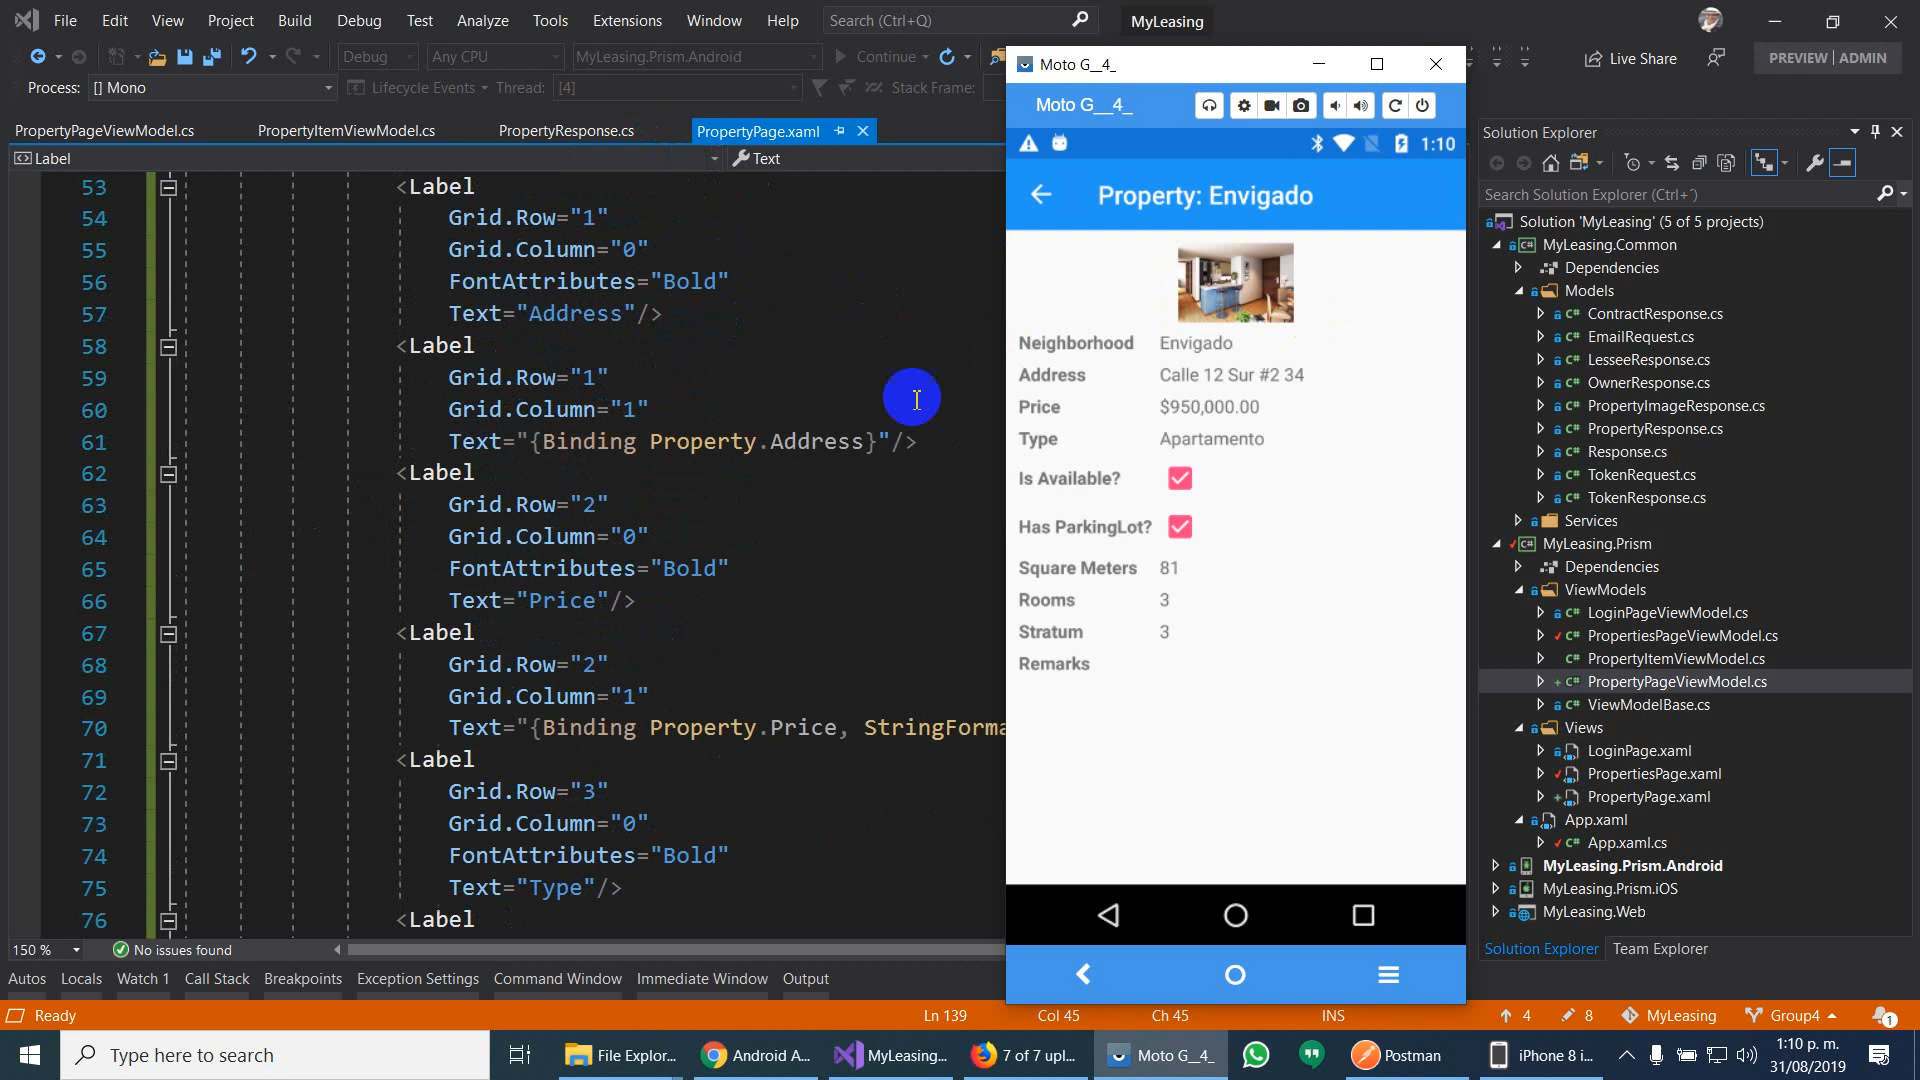 File Edit View Project Build Debug Test Analyze Tools Extensions Window Help Search (Ctrl+Q) MyLeasing
Debug Any CPU MyLeasing.Prism.Android Continue Live Share PREVIEW | ADMIN
Process: [] Mono Lifecycle Events Thread: [4] Stack Frame:
PropertyPageViewModel.cs PropertyItemViewModel.cs PropertyResponse.cs PropertyPage.xaml
Label Text
53 <Label
54 Grid.Row="1"
55 Grid.Column="0"
56 FontAttributes="Bold"
57 Text="Address"/>
58 <Label
59 Grid.Row="1"
60 Grid.Column="1"
61 Text="{Binding Property.Address}"/>
62 <Label
63 Grid.Row="2"
64 Grid.Column="0"
65 FontAttributes="Bold"
66 Text="Price"/>
67 <Label
68 Grid.Row="2"
69 Grid.Column="1"
70 Text="{Binding Property.Price, StringForma
71 <Label
72 Grid.Row="3"
73 Grid.Column="0"
74 FontAttributes="Bold"
75 Text="Type"/>
76 <Label
150 % No issues found
Autos Locals Watch 1 Call Stack Breakpoints Exception Settings Command Window Immediate Window Output
Moto G__4_
Moto G__4_
1:10
Property: Envigado
Neighborhood Envigado
Address Calle 12 Sur #2 34
Price $950,000.00
Type Apartamento
Is Available?
Has ParkingLot?
Square Meters 81
Rooms 3
Stratum 3
Remarks
Solution Explorer
Search Solution Explorer (Ctrl+´)
Solution 'MyLeasing' (5 of 5 projects)
MyLeasing.Common
Dependencies
Models
ContractResponse.cs
EmailRequest.cs
LesseeResponse.cs
OwnerResponse.cs
PropertyImageResponse.cs
PropertyResponse.cs
Response.cs
TokenRequest.cs
TokenResponse.cs
Services
MyLeasing.Prism
Dependencies
ViewModels
LoginPageViewModel.cs
PropertiesPageViewModel.cs
PropertyItemViewModel.cs
PropertyPageViewModel.cs
ViewModelBase.cs
Views
LoginPage.xaml
PropertiesPage.xaml
PropertyPage.xaml
App.xaml
App.xaml.cs
MyLeasing.Prism.Android
MyLeasing.Prism.iOS
MyLeasing.Web
Solution Explorer Team Explorer
Ready Ln 139 Col 45 Ch 45 INS 4 8 MyLeasing Group4 1
Type here to search File Explor... Android A... MyLeasing... 7 of 7 upl... Moto G__4_ Postman iPhone 8 i... 1:10 p. m.
31/08/2019